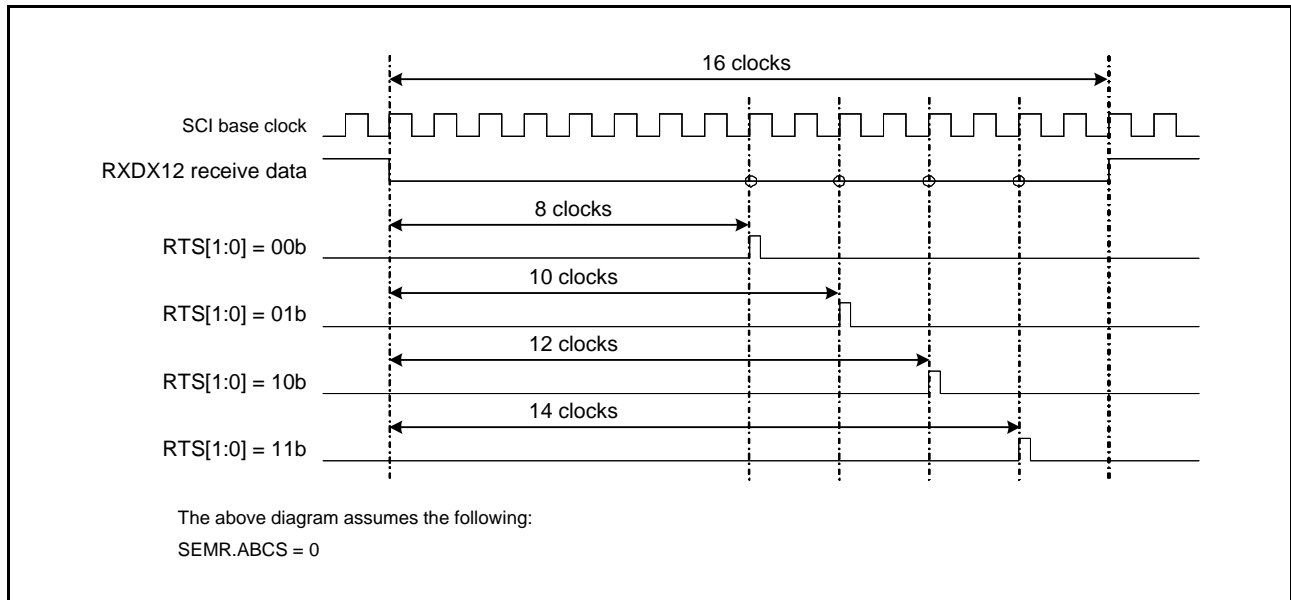 16 clocks
SCI base clock
RXDX12 receive data
8 clocks
RTS[1:0] = 00b
10 clocks
RTS[1:0] = 01b
12 clocks
RTS[1:0] = 10b
14 clocks
RTS[1:0] = 11b
The above diagram assumes the following:
SEMR.ABCS = 0